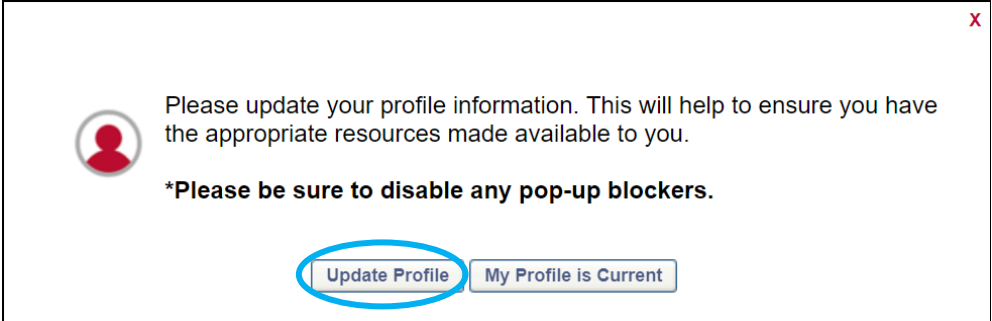 X
Please update your profile information. This will help to ensure you have
the appropriate resources made available to you.
*Please be sure to disable any pop-up blockers.
Update Profile My Profile is Current